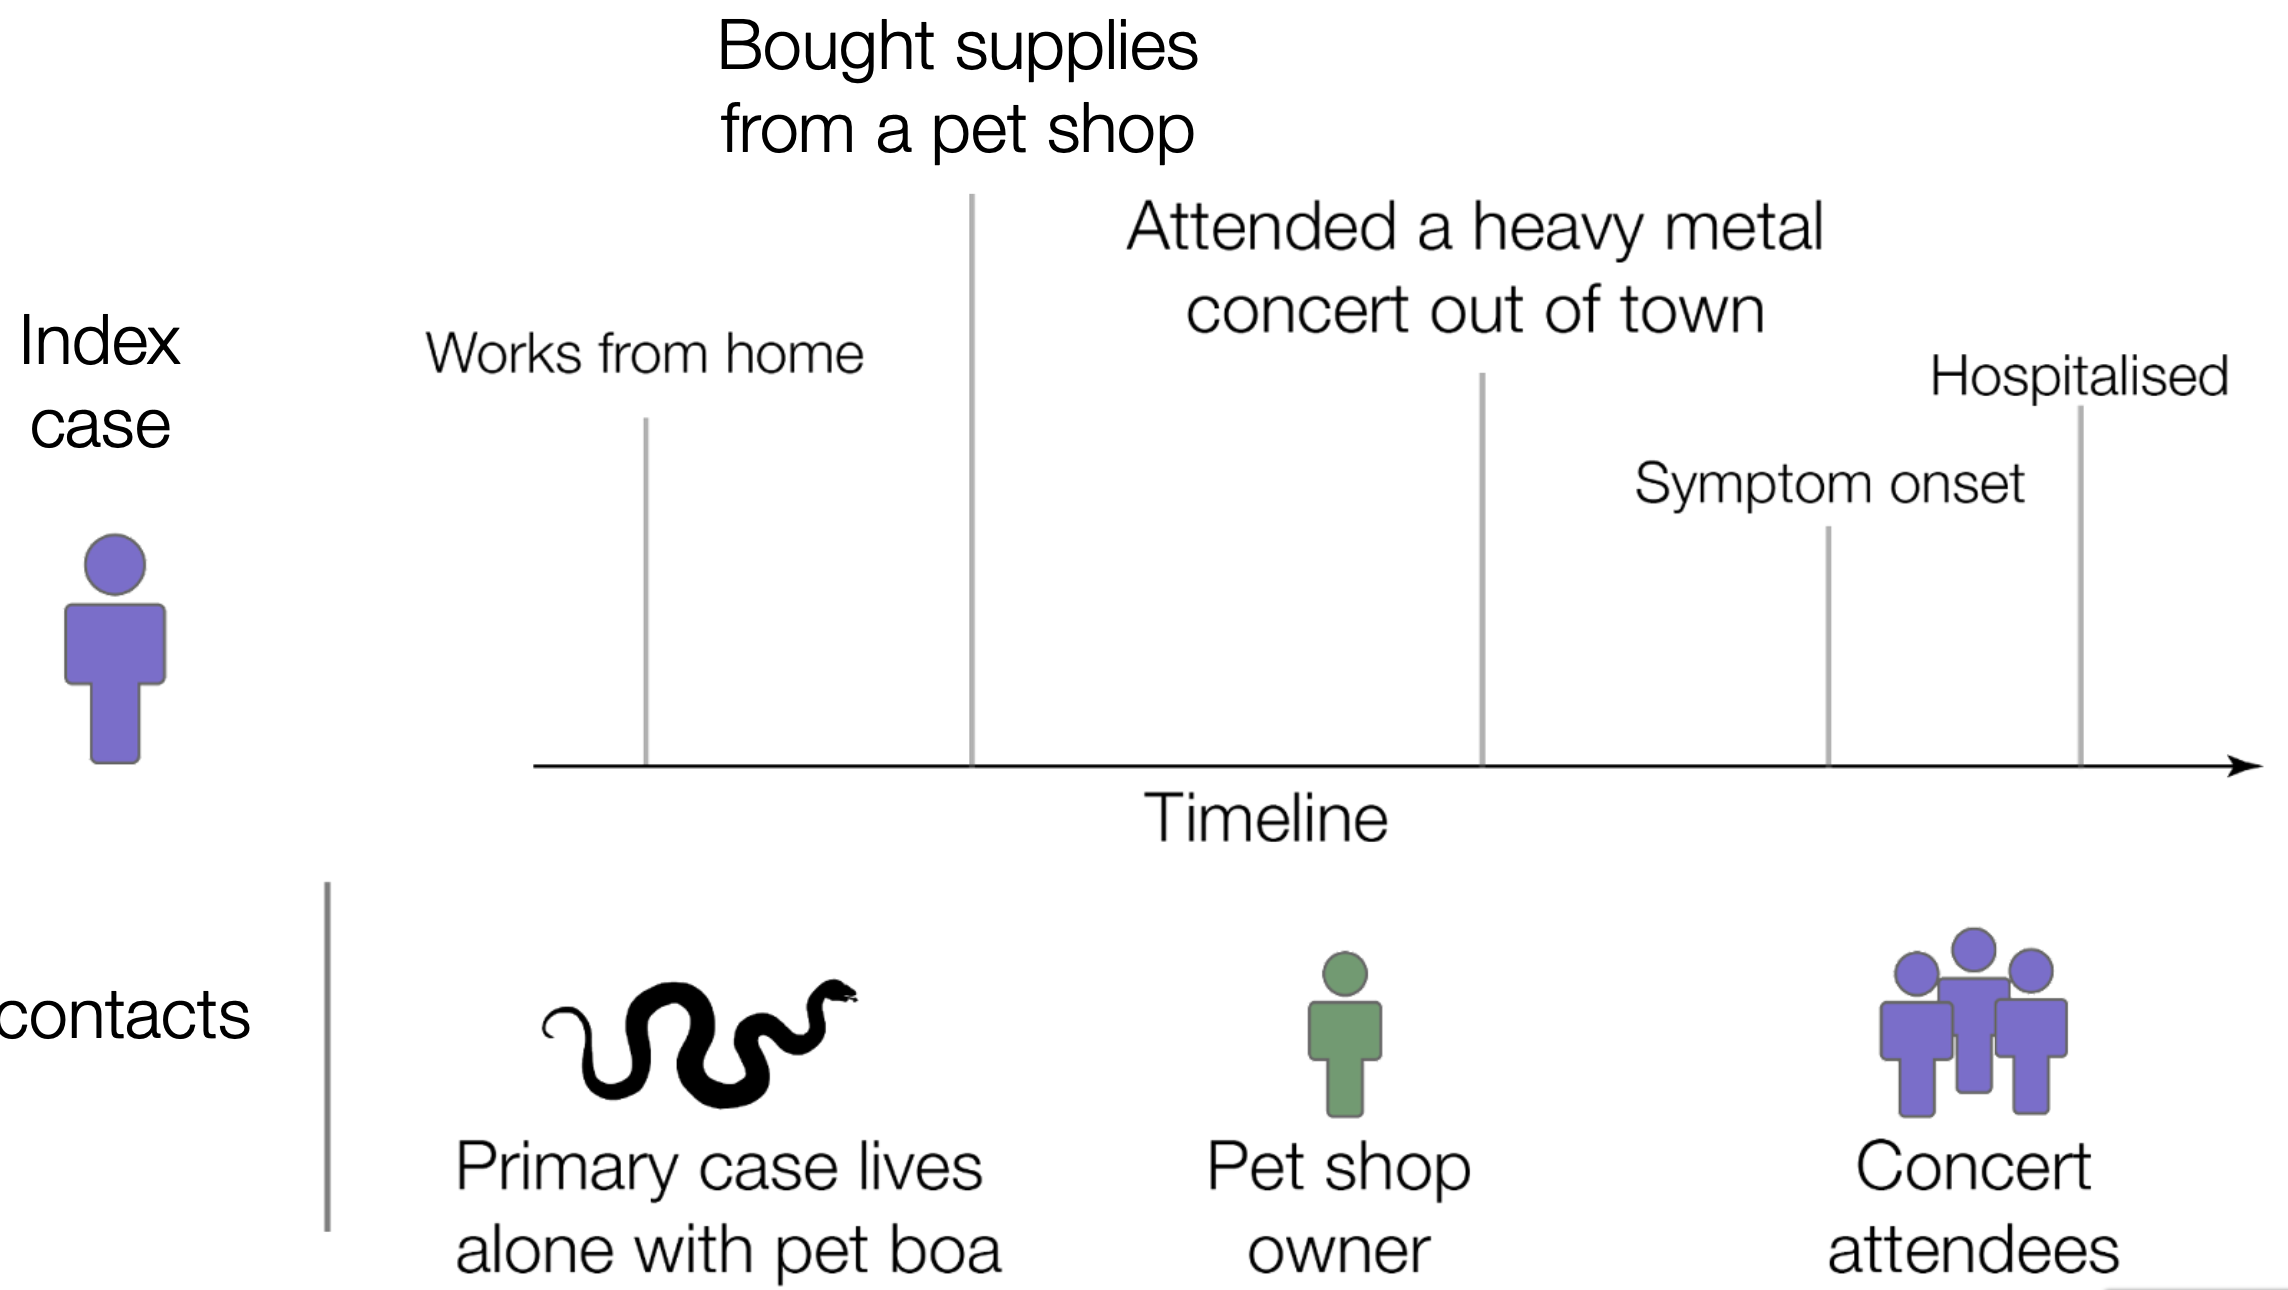 Bought supplies
from a pet shop
Attended a heavy metal
concert out of town
Index
case
Works from home
Hospitalised
Symptom onset
Timeline
contacts
Primary case lives
alone with pet boa
Pet shop
owner
Concert
attendees